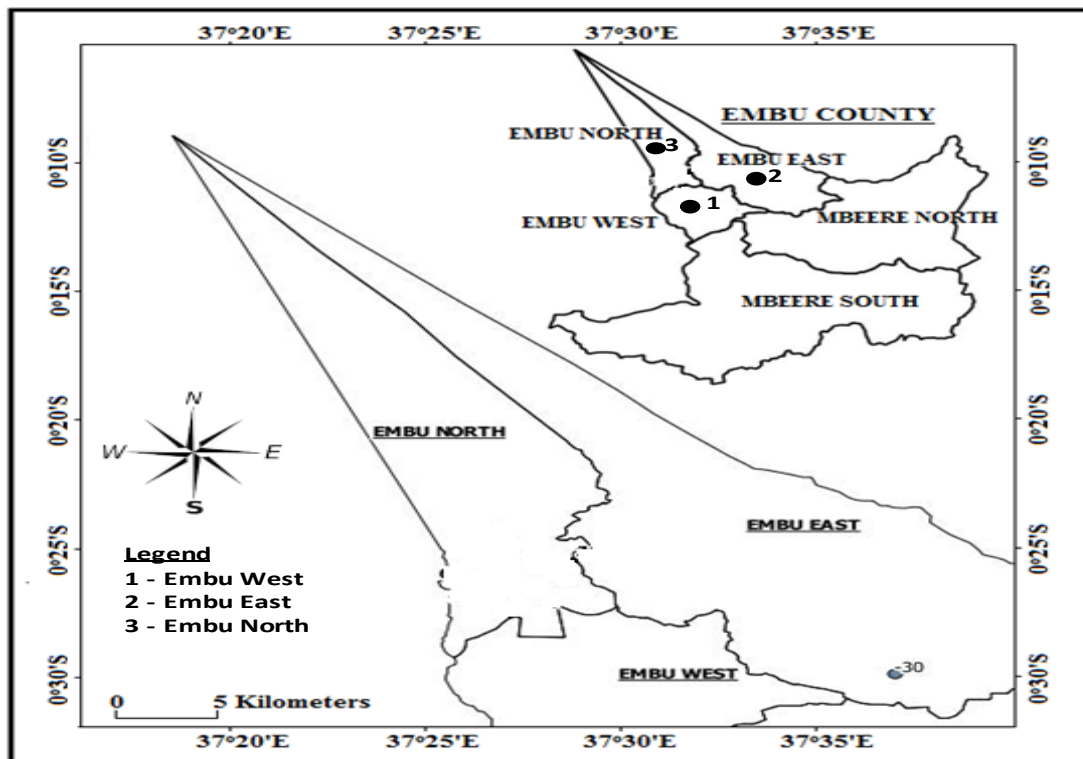 37°20'E 37°25'E 37°30'E 37°35'E
EMBU COUNTY
EMBU NORTH
3
EMBU EAST
2
0°10'S 0°10'S
1
EMBU WEST
MBEERE NORTH
MBEERE SOUTH
0°15'S 0°15'S
N
W E
S
0°20'S 0°20'S
EMBU NORTH
EMBU EAST
0°25'S 0°25'S
Legend
1 - Embu West
2 - Embu East
3 - Embu North
EMBU WEST
-30
0°30'S 0°30'S
0 5 Kilometers
37°20'E 37°25'E 37°30'E 37°35'E